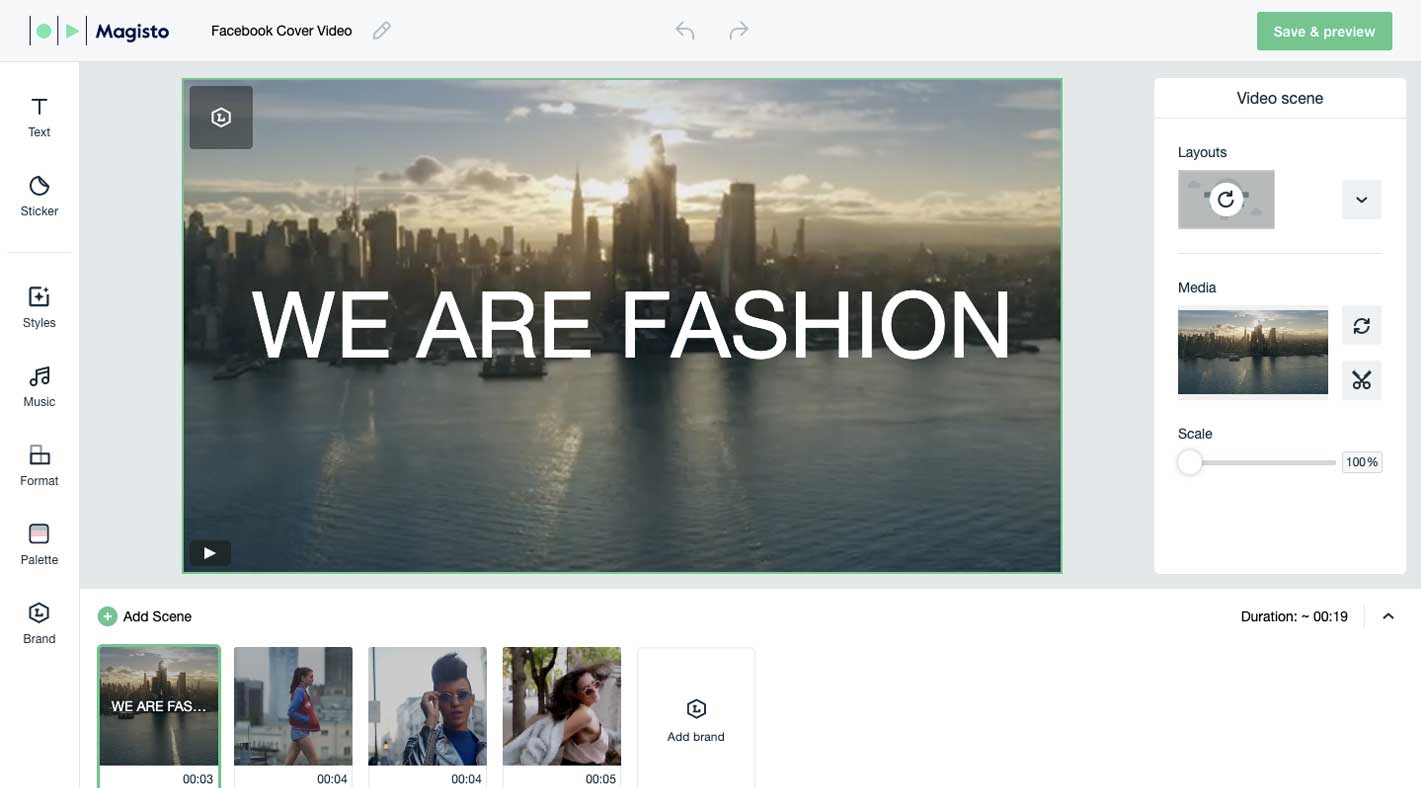 Magisto
Facebook Cover Video
Save & preview
Text
Sticker
Styles
Music
Format
Palette
Brand
WE ARE FASHION
Video scene
Layouts
Media
Scale
100%
Add Scene
Duration: ~ 00:19
WE ARE FAS...
00:03
00:04
00:04
00:05
Add brand